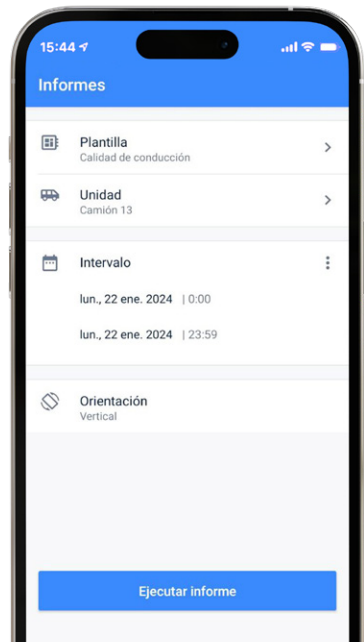 15:44
Informes
Plantilla
Calidad de conducción
Unidad
Camión 13
Intervalo
lun., 22 ene. 2024 | 0:00
lun., 22 ene. 2024 | 23:59
Orientación
Vertical
Ejecutar informe